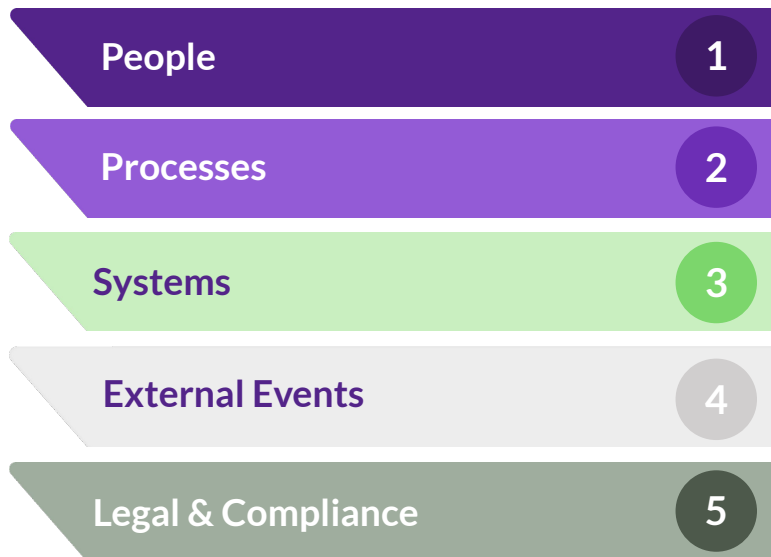 People 1
Processes 2
Systems 3
External Events 4
Legal & Compliance 5